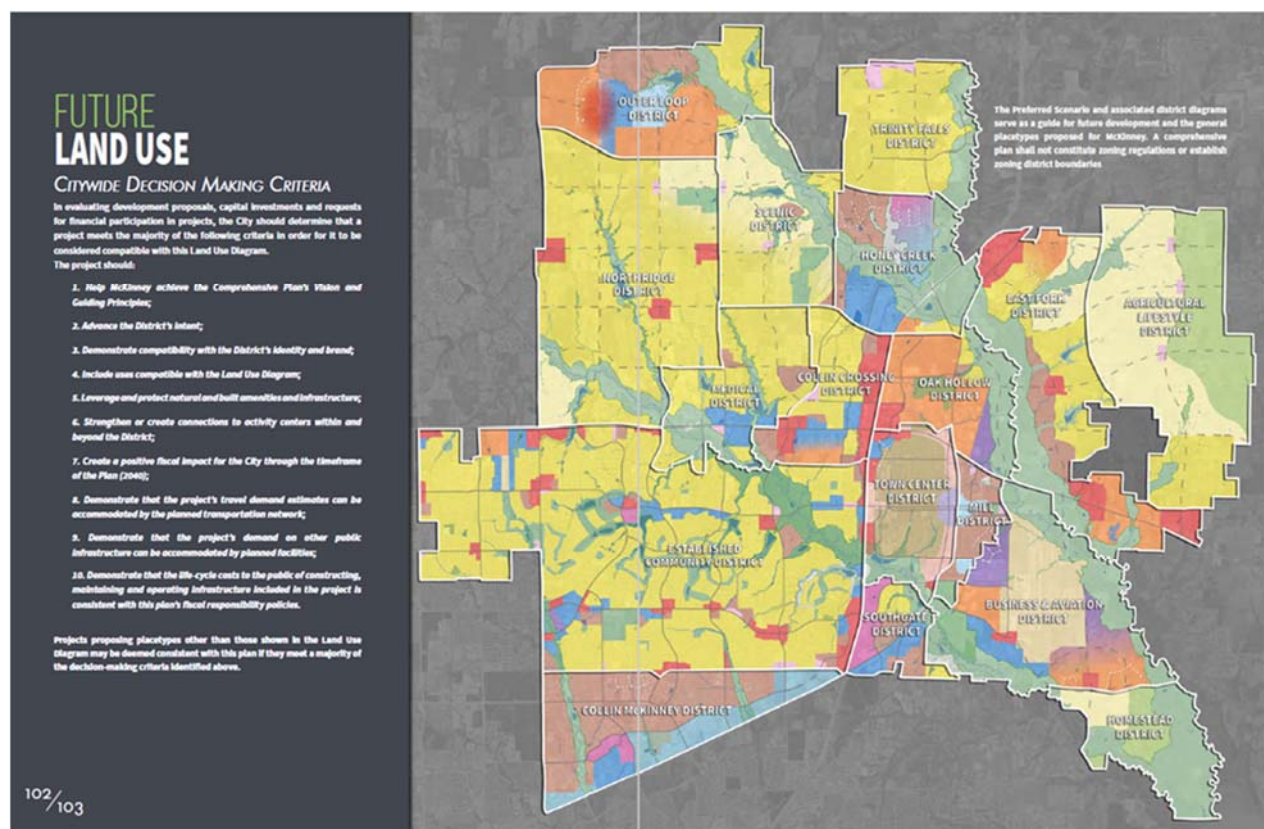 FUTURE
LAND USE
CITYWIDE DECISION MAKING CRITERIA
In evaluating development proposals, capital investments and requests
for financial participation in projects, the City should determine that a
project meets the majority of the following criteria in order for it to be
considered compatible with this Land Use Diagram.
The project should:
1. Help McKinney achieve the Comprehensive Plan's Vision and
Guiding Principles;
2. Advance the District's intent;
3. Demonstrate compatibility with the District's identity and brand;
4. Include uses compatible with the Land Use Diagram;
5. Leverage and protect natural and built amenities and infrastructure;
6. Strengthen or create connections to activity centers within and
beyond the District;
7. Create a positive fiscal impact for the City through the timeframe
of the Plan (2040);
8. Demonstrate that the project's travel demand estimates can be
accommodated by the planned transportation network;
9. Demonstrate that the project's demand on other public
infrastructure can be accommodated by planned facilities;
10. Demonstrate that the life-cycle costs to the public of constructing,
maintaining and operating infrastructure included in the project is
consistent with this plan's fiscal responsibility policies.
Projects proposing placetypes other than those shown in the Land Use
Diagram may be deemed consistent with this plan if they meet a majority of
the decision-making criteria identified above.
102/103
The Preferred Scenario and associated district diagrams
serve as a guide for future development and the general
placetypes proposed for McKinney. A comprehensive
plan shall not constitute zoning regulations or establish
zoning district boundaries
OUTER LOOP
DISTRICT
TRINITY FALLS
DISTRICT
SCENIC
DISTRICT
HONEY CREEK
DISTRICT
NORTHRIDGE
DISTRICT
EAST FORK
DISTRICT
AGRICULTURAL
LIFESTYLE
DISTRICT
MEDICAL
DISTRICT
COLLIN CROSSING
DISTRICT
OAK HOLLOW
DISTRICT
TOWN CENTER
DISTRICT
MILL
DISTRICT
ESTABLISHED
COMMUNITY DISTRICT
SOUTHGATE
DISTRICT
BUSINESS & AVIATION
DISTRICT
COLLIN MCKINNEY DISTRICT
HOMESTEAD
DISTRICT